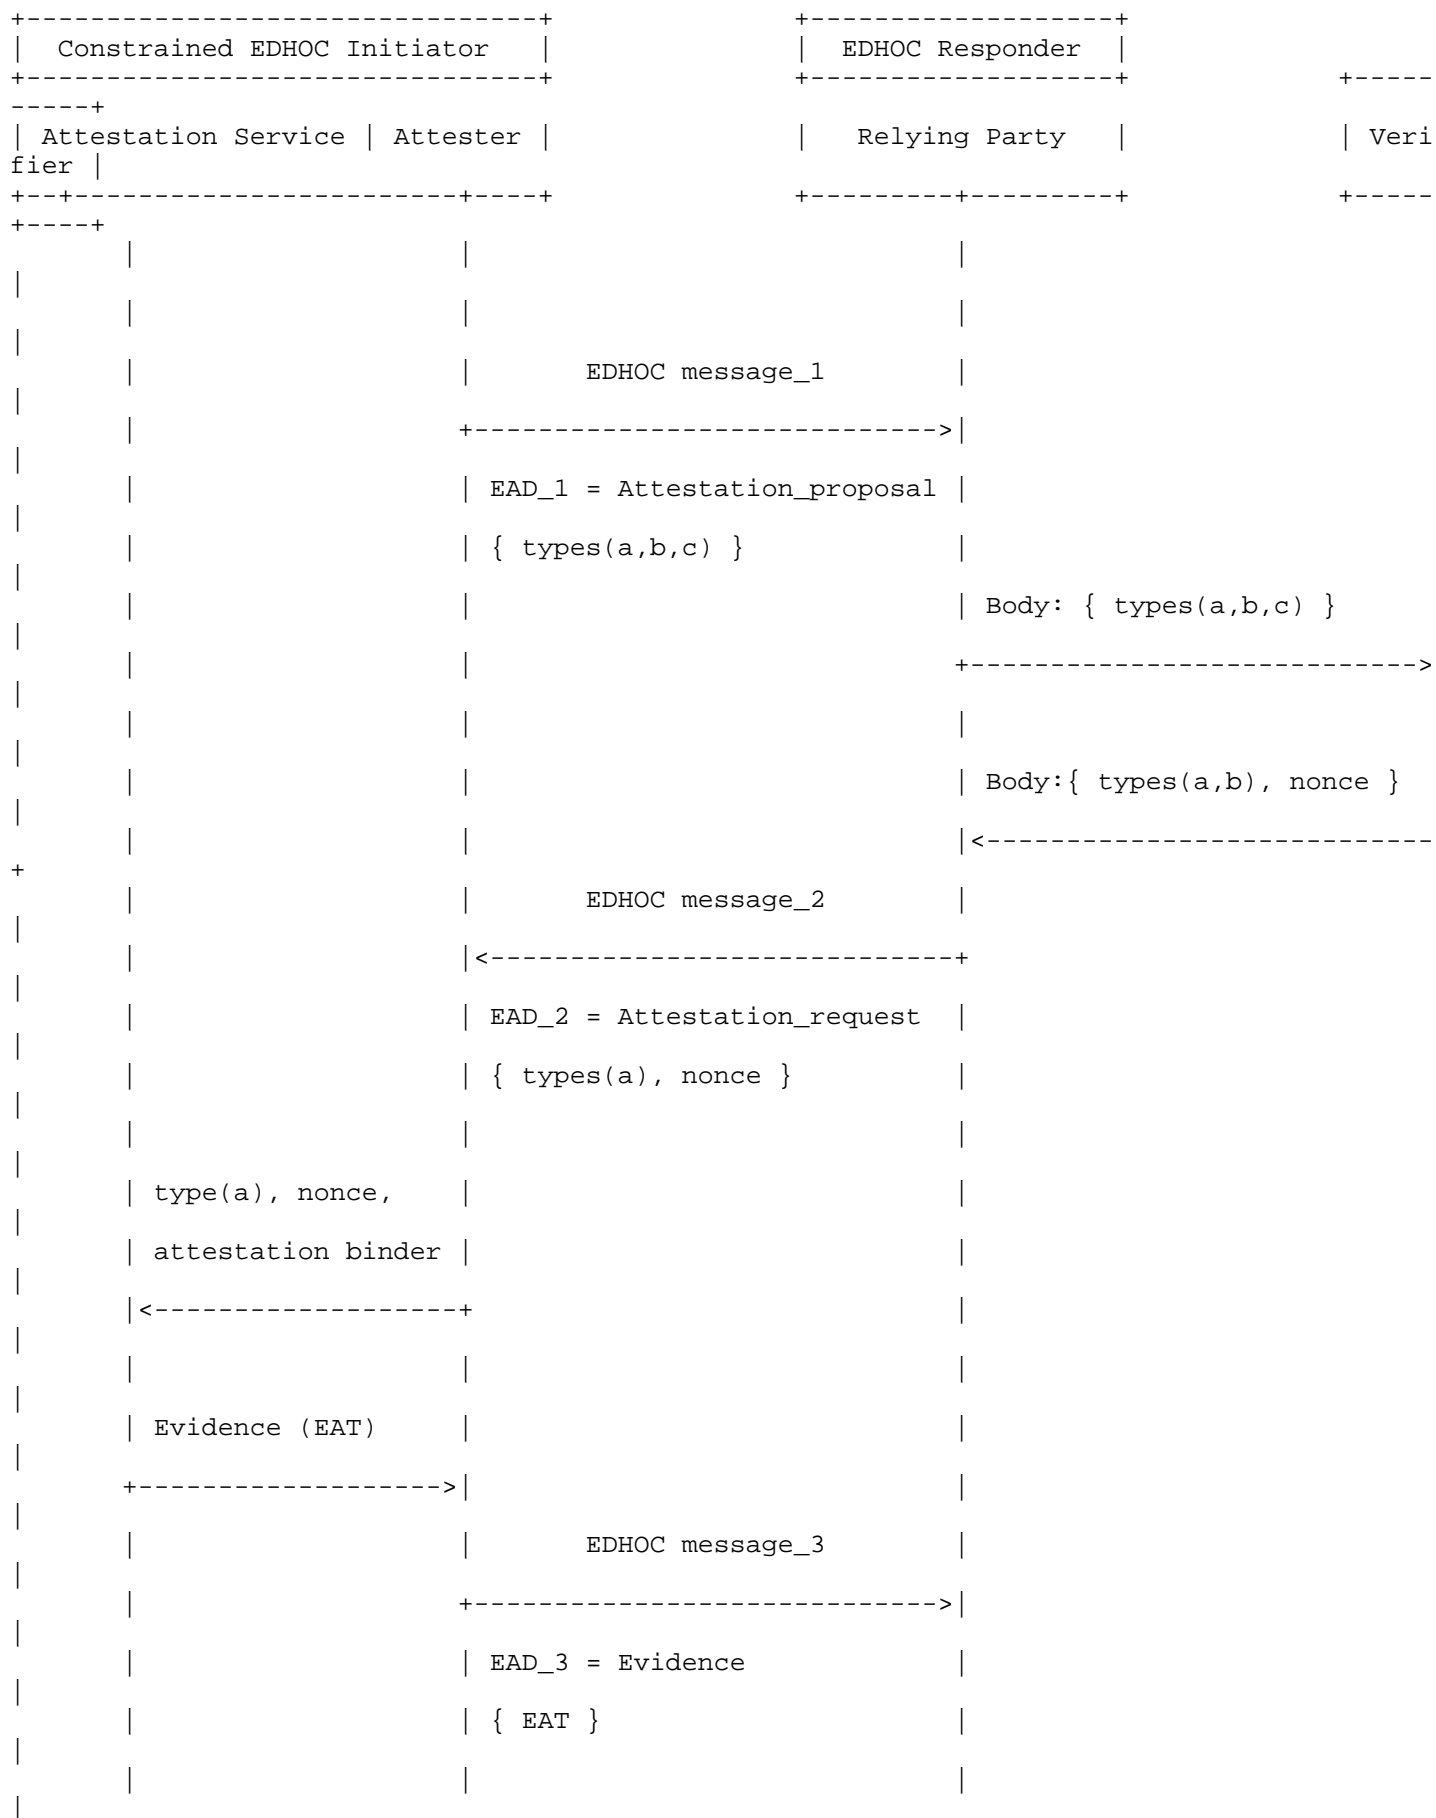 +--------------------------------+               +-------------------+
|  Constrained EDHOC Initiator   |               |  EDHOC Responder  |
+--------------------------------+               +-------------------+             +-----
-----+
| Attestation Service | Attester |               |   Relying Party   |             | Veri
fier |
+--+------------------------+----+               +---------+---------+             +-----
+----+
|                    |                              |
|
|                    |                              |
|
|                    |       EDHOC message_1        |
|
|                    +----------------------------->|
|
|                    | EAD_1 = Attestation_proposal |
|
|                    | { types(a,b,c) }             |
|
|                    |                              | Body: { types(a,b,c) }
|
|                    |                              +---------------------------->
|
|                    |                              |
|
|                    |                              | Body:{ types(a,b), nonce }
|
|                    |                              |<----------------------------
+
|                    |       EDHOC message_2        |
|
|                    |<-----------------------------+
|
|                    | EAD_2 = Attestation_request  |
|
|                    | { types(a), nonce }          |
|
|                    |                              |
|
| type(a), nonce,    |                              |
|
| attestation binder |                              |
|
|<-------------------+                              |
|
|                    |                              |
|
| Evidence (EAT)     |                              |
|
+------------------->|                              |
|
|                    |       EDHOC message_3        |
|
|                    +----------------------------->|
|
|                    | EAD_3 = Evidence             |
|
|                    | { EAT }                      |
|
|                    |                              |
|